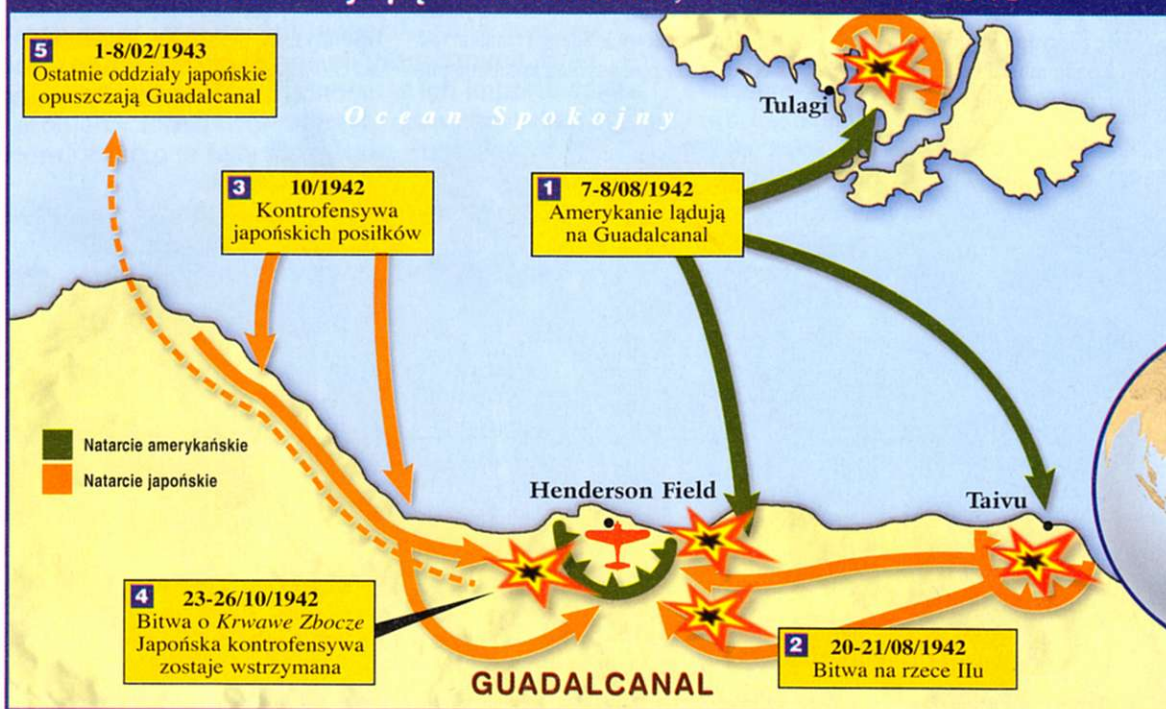 5 1-8/02/1943
Ostatnie oddziały japońskie
opuszczają Guadalcanal
Ocean Spokojny
Tulagi
3 10/1942
Kontrofensywa
japońskich posiłków
1 7-8/08/1942
Amerykanie lądują
na Guadalcanal
Natarcie amerykańskie
Natarcie japońskie
Henderson Field
Taivu
4 23-26/10/1942
Bitwa o Krwawe Zbocze
Japońska kontrofensywa
zostaje wstrzymana
2 20-21/08/1942
Bitwa na rzece IIu
GUADALCANAL